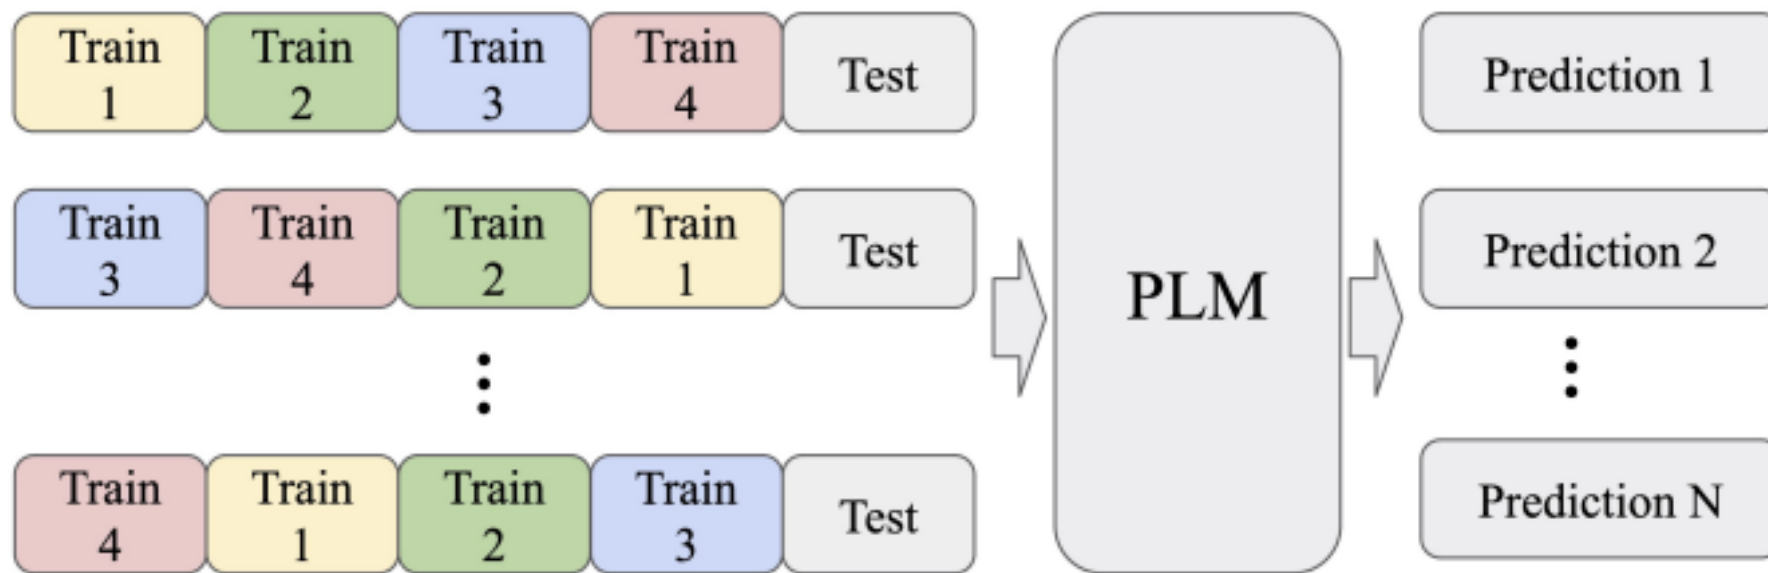 Train Train Train Train
1 2 3 4 Test
Prediction 1
Train Train Train Train
3 4 2 1 Test
Prediction 2
PLM
Train Train Train Train
4 1 2 3 Test
Prediction N